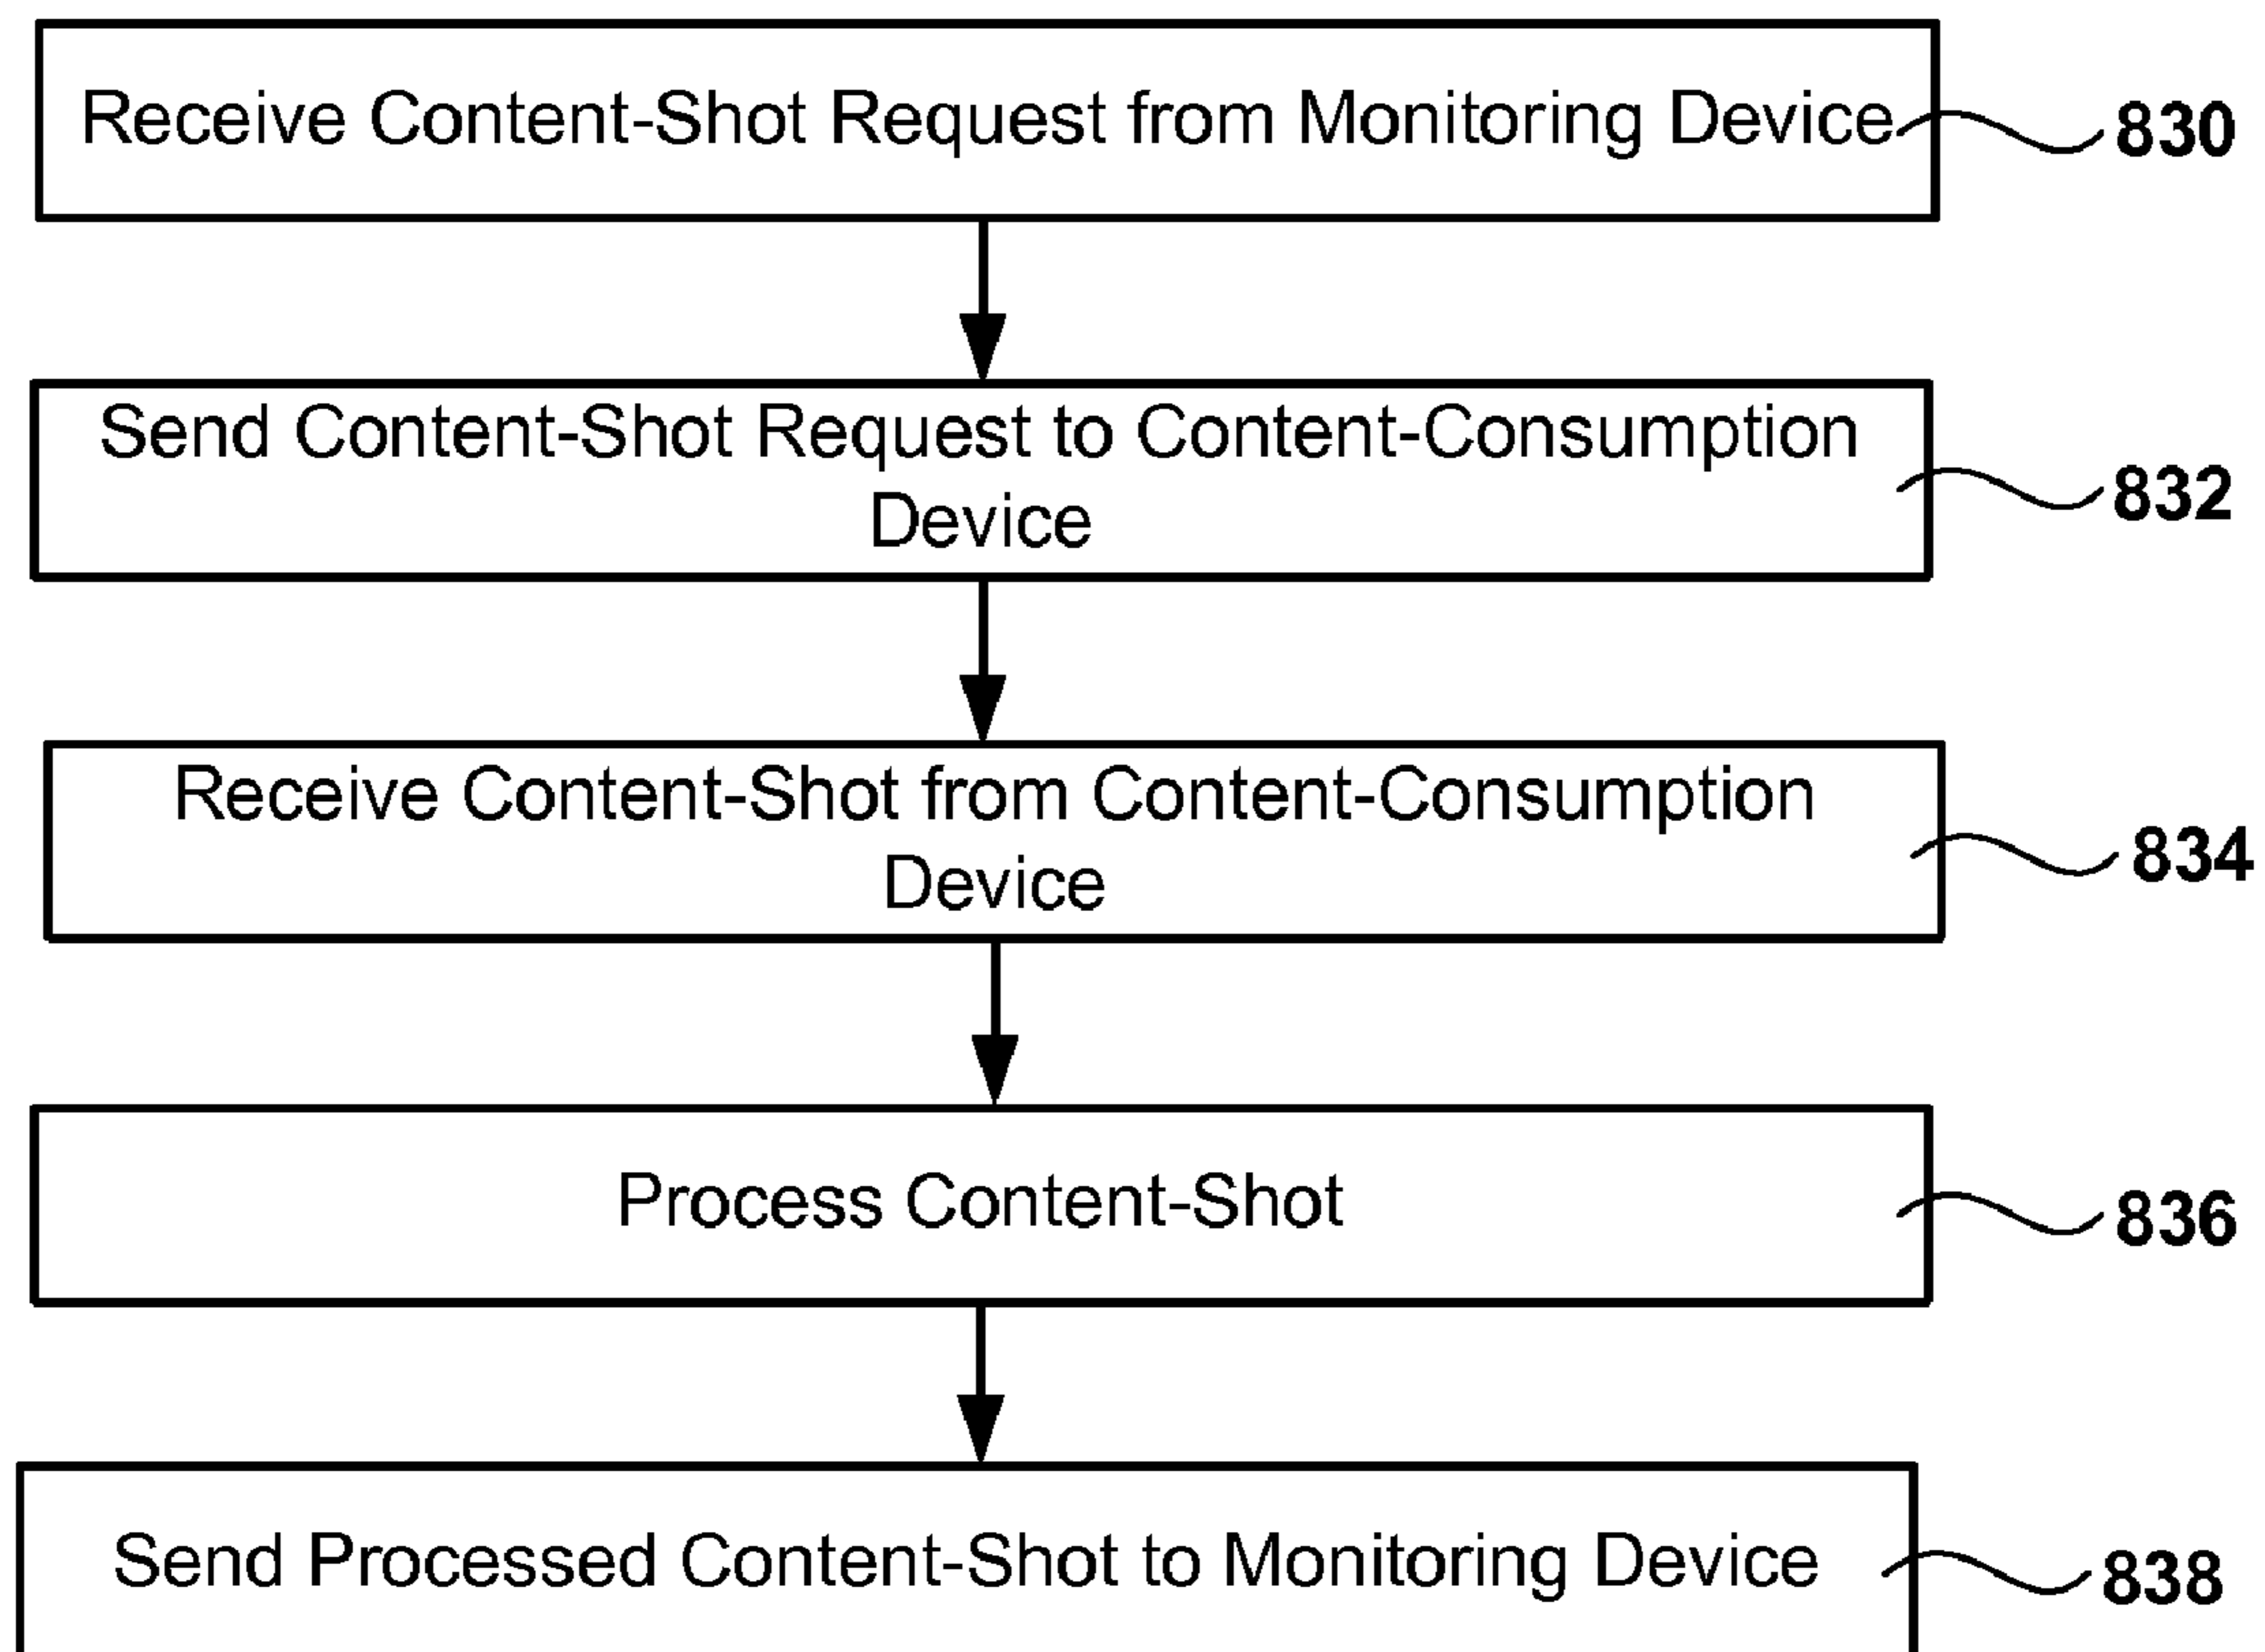 Receive Content-Shot Request from Monitoring Device
830
Send Content-Shot Request to Content-Consumption
Device
832
Receive Content-Shot from Content-Consumption
Device
834
Process Content-Shot
836
Send Processed Content-Shot to Monitoring Device
838